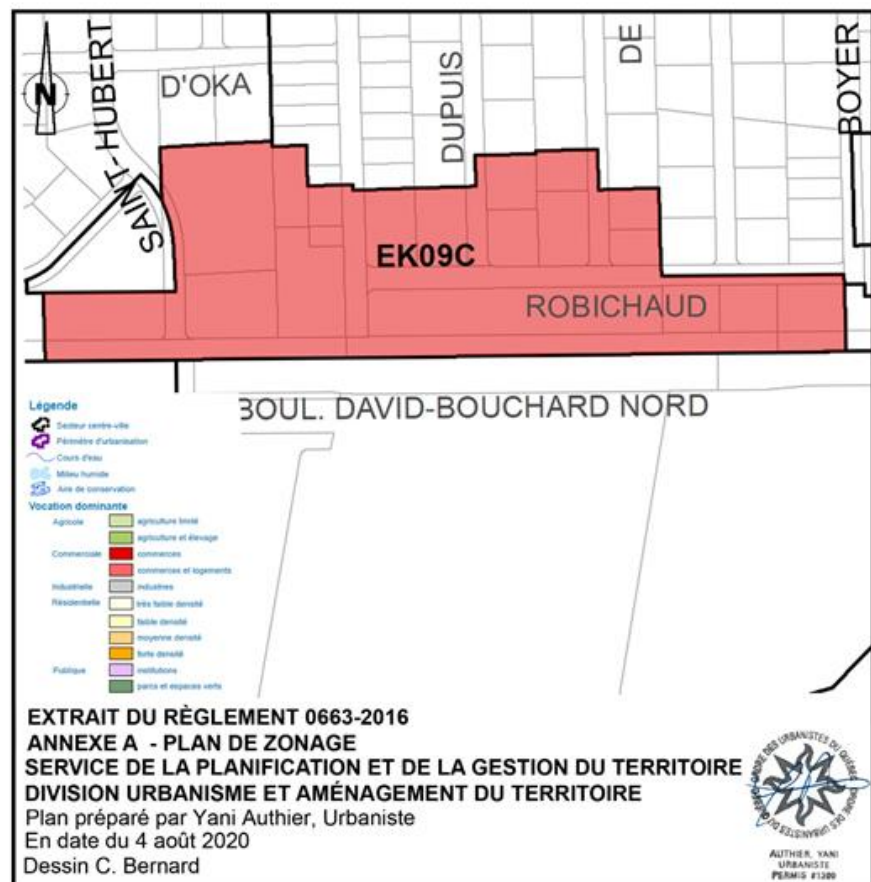 SAINT-HUBERT
N
D'OKA
DUPUIS
DE
BOYER
EK09C
ROBICHAUD
BOUL. DAVID-BOUCHARD NORD
Légende
Secteur centre-ville
Périmètre d'urbanisation
Cours d'eau
Milieu humide
Aire de conservation
Vocation dominante
Agricole agriculture limité
agriculture et élevage
Commerciale commerces
commerces et logements
Industrielle industries
Résidentielle très faible densité
faible densité
moyenne densité
forte densité
Publique institutions
parcs et espaces verts
EXTRAIT DU RÈGLEMENT 0663-2016
ANNEXE A - PLAN DE ZONAGE
SERVICE DE LA PLANIFICATION ET DE LA GESTION DU TERRITOIRE
DIVISION URBANISME ET AMÉNAGEMENT DU TERRITOIRE
Plan préparé par Yani Authier, Urbaniste
En date du 4 août 2020
Dessin C. Bernard
ORDRE DES URBANISTES DU QUÉBEC
AUTHIER, YANI
URBANISTE
PERMIS #1389